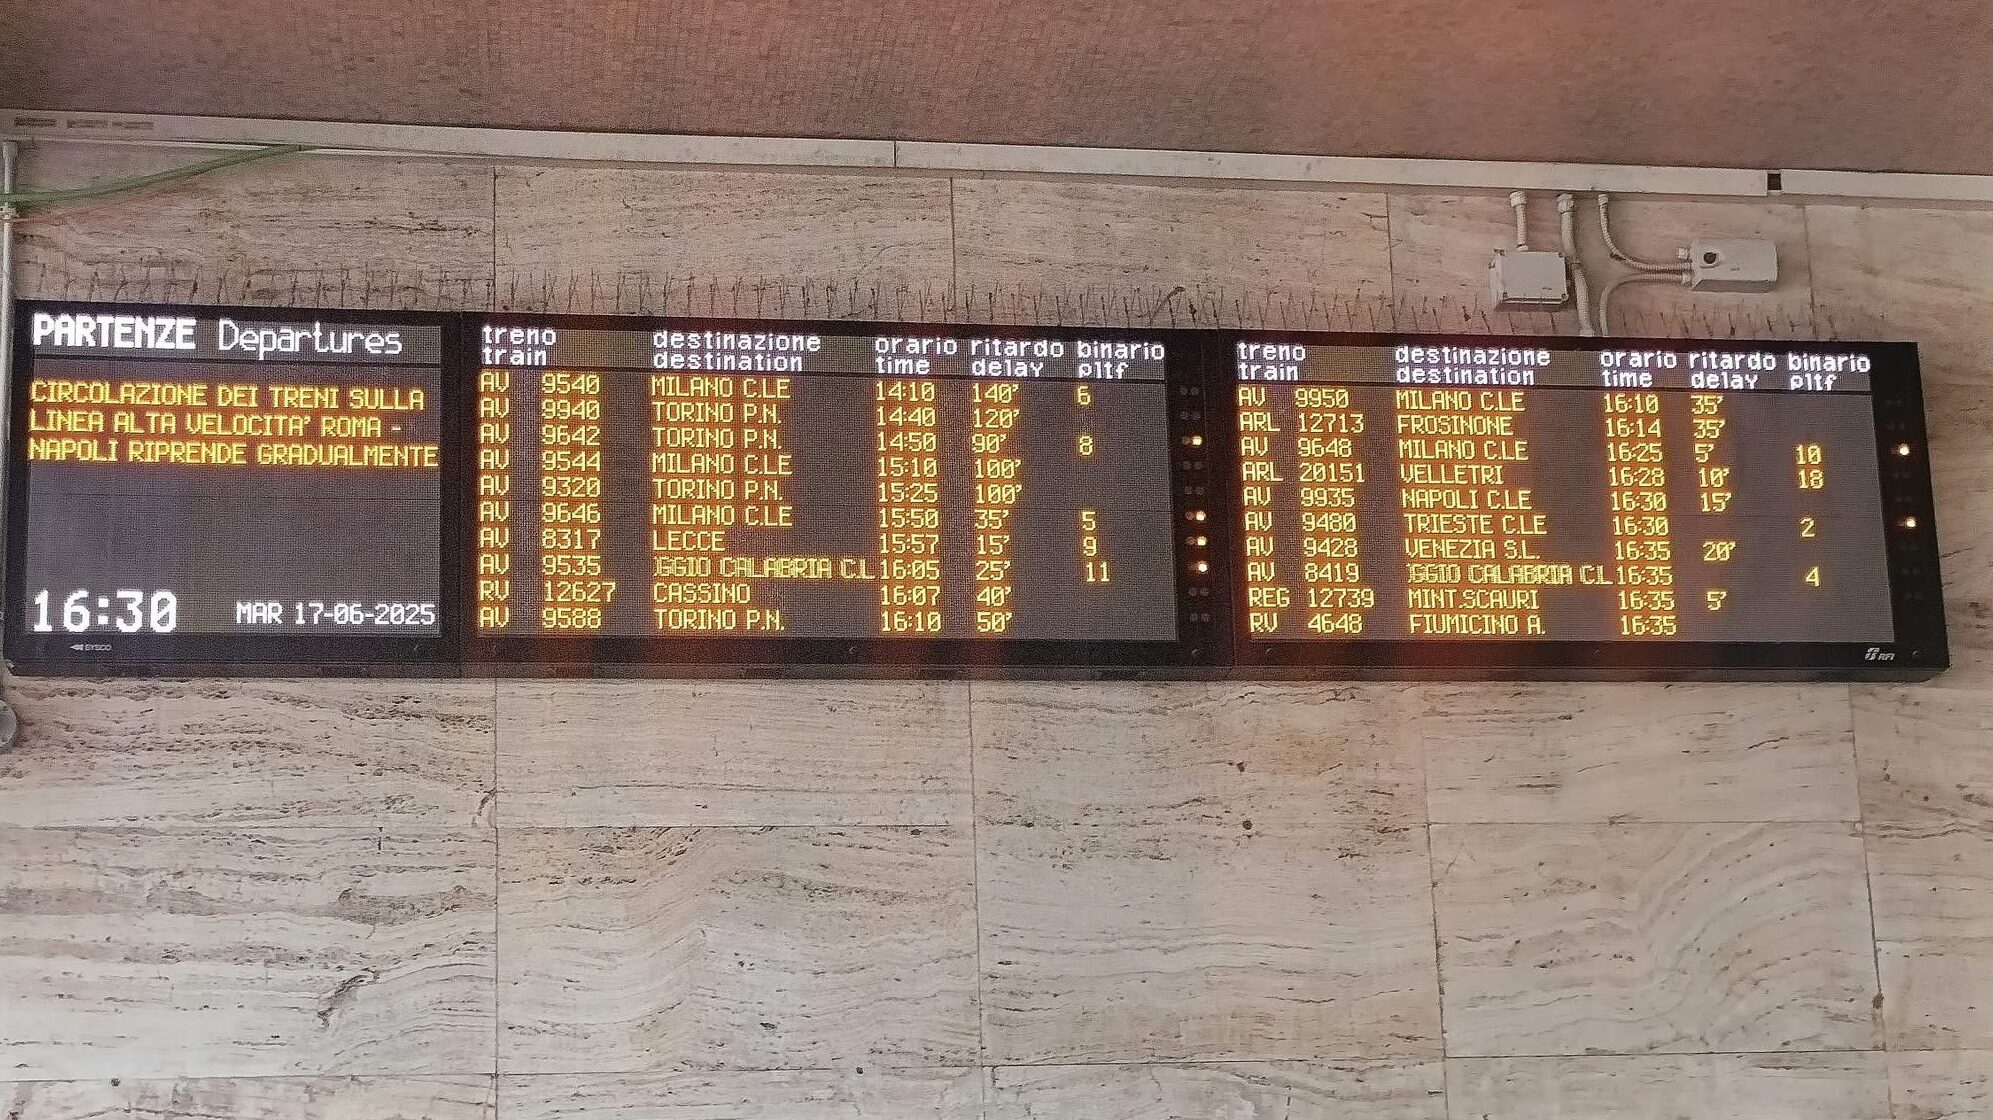 PARTENZE Departures
CIRCOLAZIONE DEI TRENI SULLA
LINEA ALTA VELOCITA' ROMA -
NAPOLI RIPRENDE GRADUALMENTE
16:30 MAR 17-06-2025
SYSCO
treno destinazione orario ritardo binario
train destination time delay pltf
AV 9540 MILANO C.LE 14:10 140' 6
AV 9940 TORINO P.N. 14:40 120'
AV 9642 TORINO P.N. 14:50 90' 8
AV 9544 MILANO C.LE 15:10 100'
AV 9320 TORINO P.N. 15:25 100'
AV 9646 MILANO C.LE 15:50 35' 5
AV 8317 LECCE 15:57 15' 9
AV 9535 GGIO CALABRIA C.L 16:05 25' 11
RV 12627 CASSINO 16:07 40'
AV 9588 TORINO P.N. 16:10 50'
treno destinazione orario ritardo binario
train destination time delay pltf
AV 9950 MILANO C.LE 16:10 35'
ARL 12713 FROSINONE 16:14 35'
AV 9648 MILANO C.LE 16:25 5' 10
ARL 20151 VELLETRI 16:28 10' 18
AV 9935 NAPOLI C.LE 16:30 15'
AV 9480 TRIESTE C.LE 16:30 2
AV 9428 VENEZIA S.L. 16:35 20'
AV 8419 GGIO CALABRIA C.L 16:35 4
REG 12739 MINT.SCAURI 16:35 5'
RV 4648 FIUMICINO A. 16:35
RFI